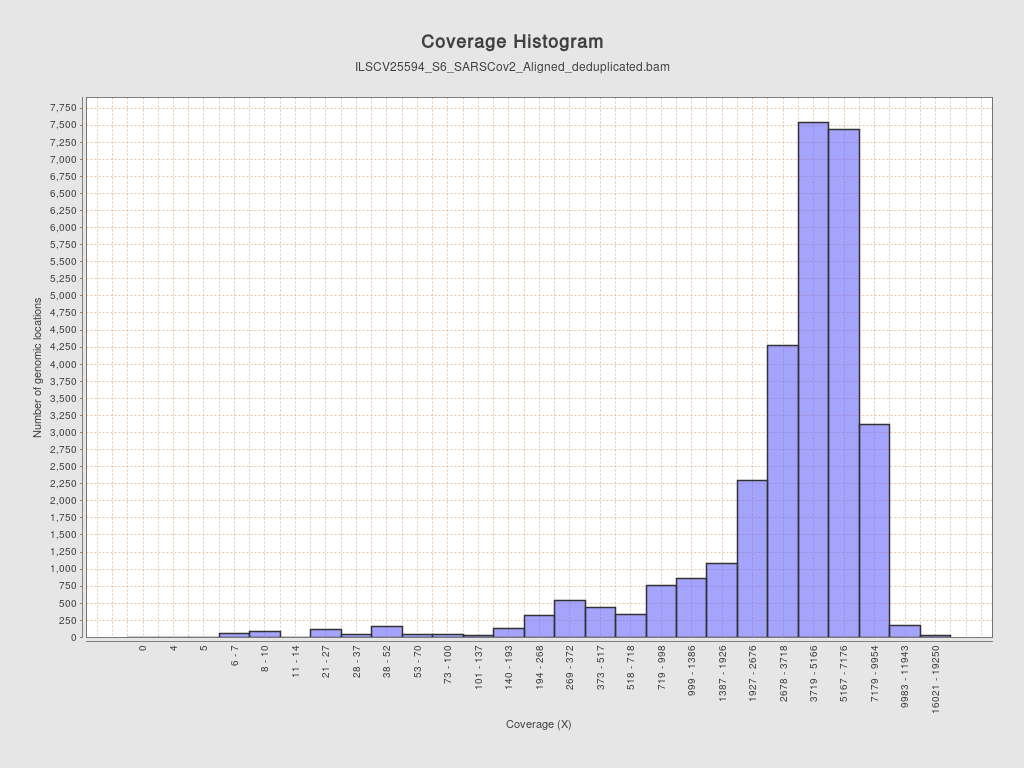 Coverage Histogram
ILSCV25594_S6_SARSCov2_Aligned_deduplicated.bam
7,750
7,500
7,250
7,000
6,750
6,500
6,250
6,000
5,750
5,500
5,250
5,000
4,750
4,500
4,250
4,000
3,750
3,500
3,250
3,000
2,750
2,500
2,250
2,000
1,750
1,500
1,250
1,000
750
500
250
0
Number of genomic locations
0
4
5
6 - 7
8 - 10
11 - 14
21 - 27
28 - 37
38 - 52
53 - 70
73 - 100
101 - 137
140 - 193
194 - 268
269 - 372
373 - 517
518 - 718
719 - 998
999 - 1386
1387 - 1926
1927 - 2676
2678 - 3718
3719 - 5166
5167 - 7176
7179 - 9954
9983 - 11943
16021 - 19250
Coverage (X)